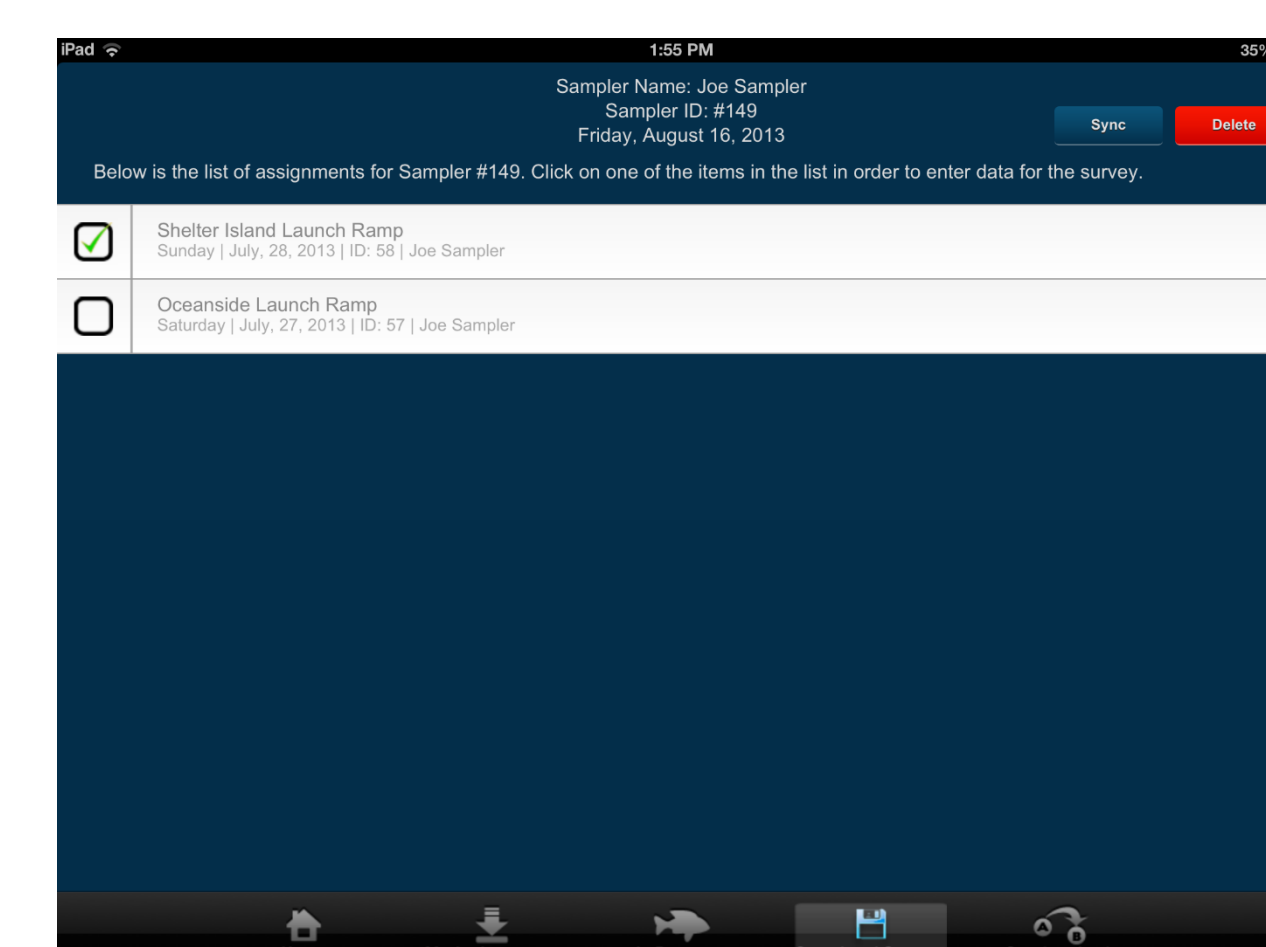 iPad 1:55 PM 35%
Sampler Name: Joe Sampler
Sampler ID: #149
Friday, August 16, 2013
Sync Delete
Below is the list of assignments for Sampler #149. Click on one of the items in the list in order to enter data for the survey.
Shelter Island Launch Ramp
Sunday | July, 28, 2013 | ID: 58 | Joe Sampler
Oceanside Launch Ramp
Saturday | July, 27, 2013 | ID: 57 | Joe Sampler
A B